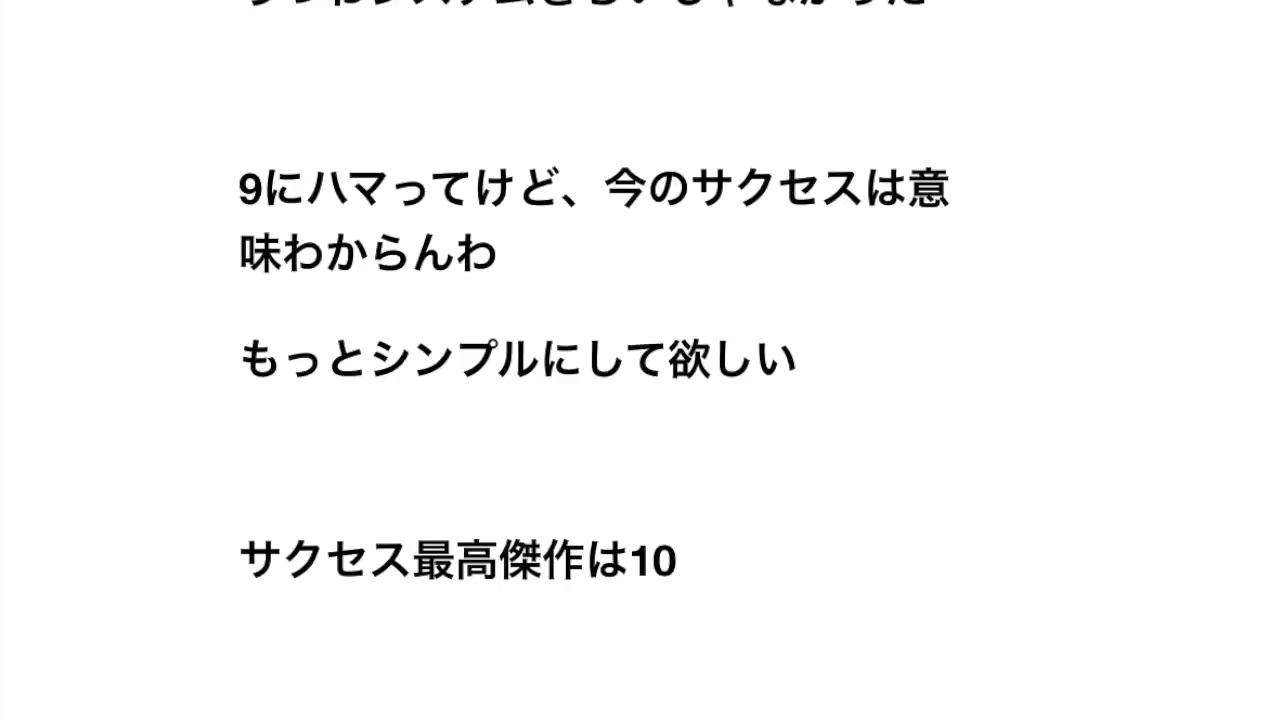 9にハマってけど、今のサクセスは意
味わからんわ
もっとシンプルにして欲しい
サクセス最高傑作は10